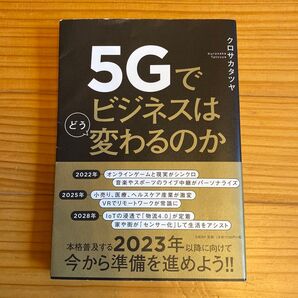 クロサカタツヤ
Kurosaka Tatsuya
5Gで
ビジネスは
どう
変わるのか
2022年 オンラインゲームと現実がシンクロ
音楽やスポーツのライブ中継がパーソナライズ
2025年 小売り、医療、ヘルスケア産業が激変
VRでリモートワークが常識に
2028年 IoTの浸透で「物流4.0」が定着
家や街が「センサー化」して生活をアシスト
本格普及する2023年以降に向けて
今から準備を進めよう!!